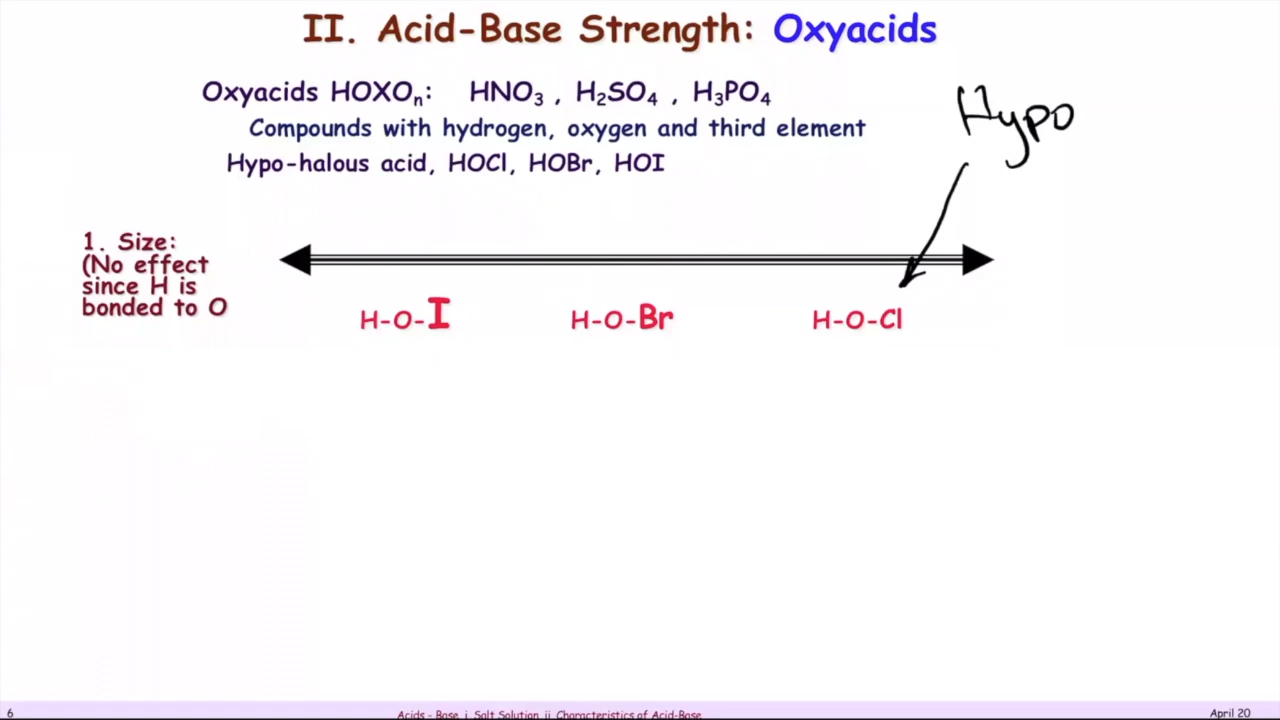 II. Acid-Base Strength: Oxyacids
Oxyacids HOXOₙ: HNO₃ , H₂SO₄ , H₃PO₄
Compounds with hydrogen, oxygen and third element
Hypo-halous acid, HOCl, HOBr, HOI
Hypo
1. Size:
(No effect
since H is
bonded to O
H-O-I H-O-Br H-O-Cl
6 Acids - Base i Salt Solution ii Characteristics of Acid-Base April 20